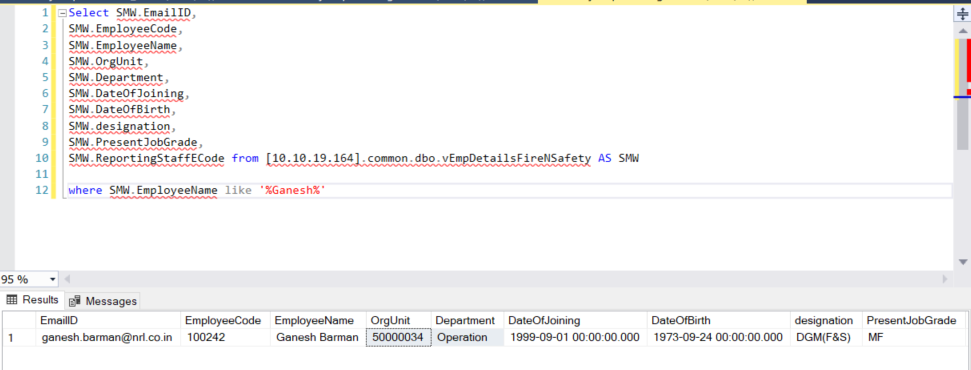 1 Select SMW.EmailID,
2 SMW.EmployeeCode,
3 SMW.EmployeeName,
4 SMW.OrgUnit,
5 SMW.Department,
6 SMW.DateOfJoining,
7 SMW.DateOfBirth,
8 SMW.designation,
9 SMW.PresentJobGrade,
10 SMW.ReportingStaffECode from [10.10.19.164].common.dbo.vEmpDetailsFireNSafety AS SMW
11
12 where SMW.EmployeeName like '%Ganesh%'
95 %
Results Messages
EmailID EmployeeCode EmployeeName OrgUnit Department DateOfJoining DateOfBirth designation PresentJobGrade
1 ganesh.barman@nrl.co.in 100242 Ganesh Barman 50000034 Operation 1999-09-01 00:00:00.000 1973-09-24 00:00:00.000 DGM(F&S) MF